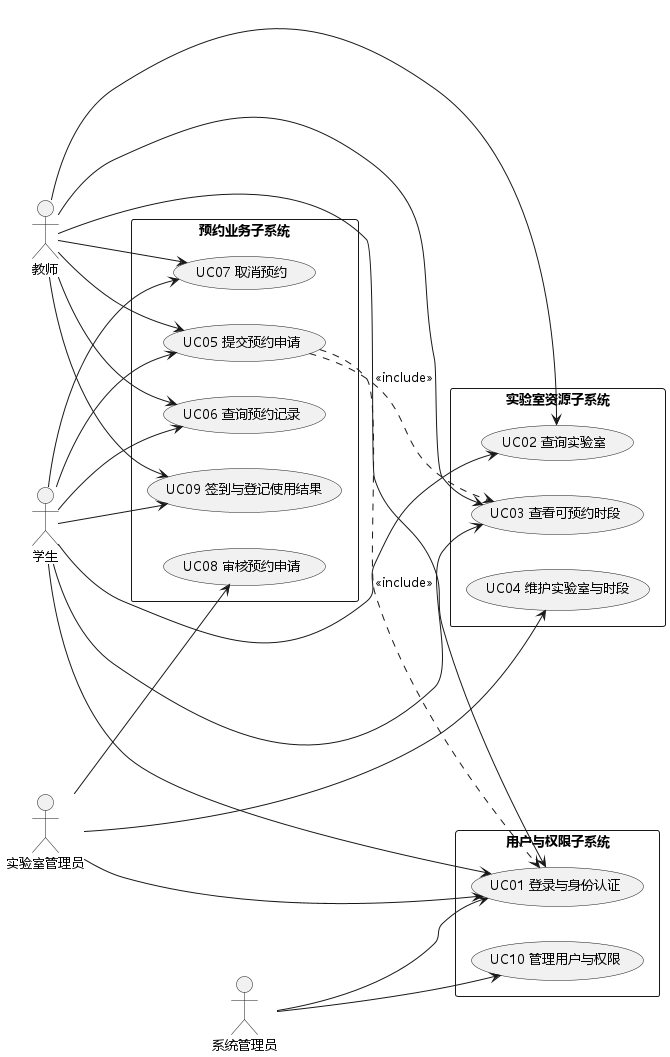 教师
学生
实验室管理员
系统管理员
预约业务子系统
UC07 取消预约
UC05 提交预约申请
UC06 查询预约记录
UC09 签到与登记使用结果
UC08 审核预约申请
«include»
«include»
实验室资源子系统
UC02 查询实验室
UC03 查看可预约时段
UC04 维护实验室与时段
用户与权限子系统
UC01 登录与身份认证
UC10 管理用户与权限